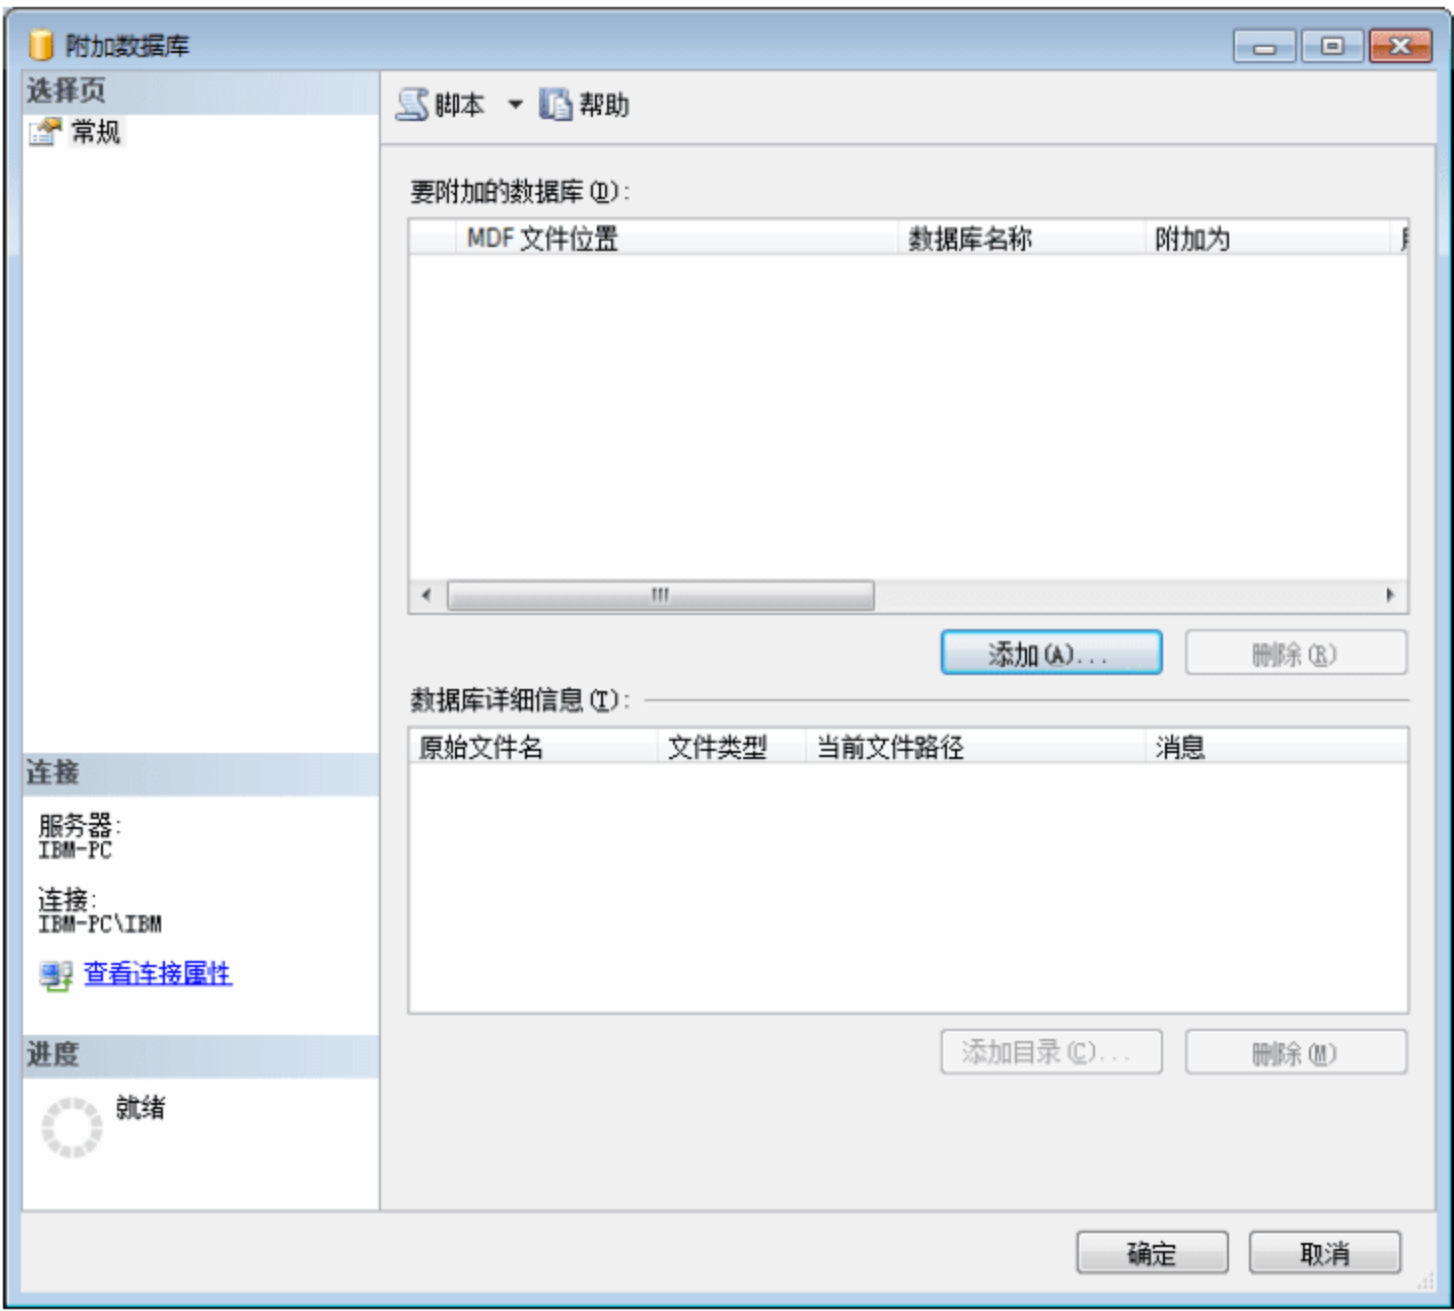 附加数据库
选择页
常规
脚本 帮助
要附加的数据库(D):
MDF 文件位置 数据库名称 附加为
添加(A)... 删除(R)
数据库详细信息(T):
原始文件名 文件类型 当前文件路径 消息
连接
服务器:
IBM-PC
连接:
IBM-PC\IBM
查看连接属性
进度
就绪
添加目录(C)... 删除(M)
确定 取消